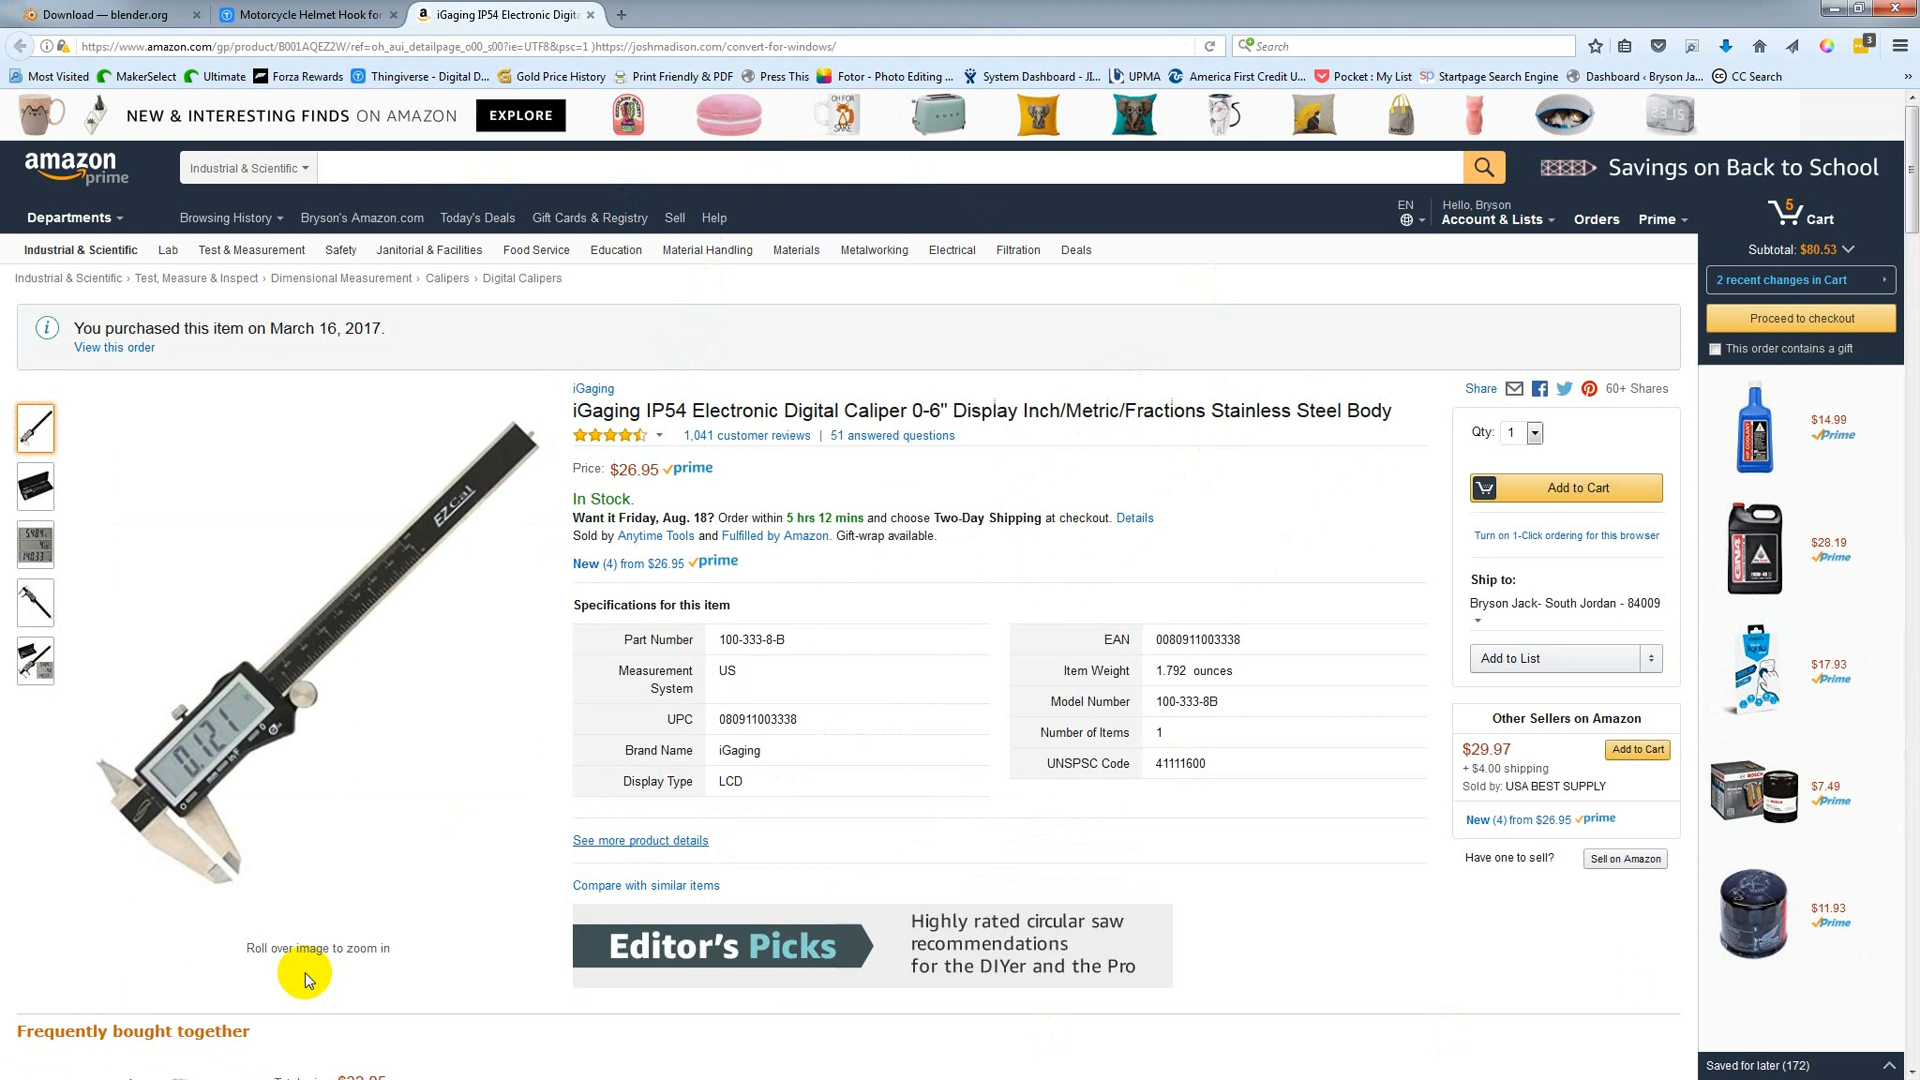 Download — blender.org
Motorcycle Helmet Hook fo
iGaging IP54 Electronic Digita
https://www.amazon.com/gp/product/B001AQEZ2W/ref=oh_aui_detailpage_o00_s00?ie=UTF8&psc=1 )https://joshmadison.com/convert-for-windows/
Search
3
Most Visited MakerSelect Ultimate Forza Rewards Thingiverse - Digital D... Gold Price History Print Friendly & PDF Press This Fotor - Photo Editing ... System Dashboard - JI... UPMA America First Credit U... Pocket : My List Startpage Search Engine Dashboard ‹ Bryson Ja... CC Search
NEW & INTERESTING FINDS ON AMAZON EXPLORE
OH FOR
SAKE
23:15
amazon
prime
Industrial & Scientific
Savings on Back to School
Departments
Browsing History Bryson's Amazon.com Today's Deals Gift Cards & Registry Sell Help
EN
Hello, Bryson
Account & Lists Orders Prime
5
Cart
Industrial & Scientific Lab Test & Measurement Safety Janitorial & Facilities Food Service Education Material Handling Materials Metalworking Electrical Filtration Deals
Subtotal: $80.53
Industrial & Scientific › Test, Measure & Inspect › Dimensional Measurement › Calipers › Digital Calipers
2 recent changes in Cart
Proceed to checkout
This order contains a gift
You purchased this item on March 16, 2017.
View this order
iGaging
iGaging IP54 Electronic Digital Caliper 0-6" Display Inch/Metric/Fractions Stainless Steel Body
1,041 customer reviews | 51 answered questions
Price: $26.95 prime
In Stock.
Want it Friday, Aug. 18? Order within 5 hrs 12 mins and choose Two-Day Shipping at checkout. Details
Sold by Anytime Tools and Fulfilled by Amazon. Gift-wrap available.
New (4) from $26.95 prime
Specifications for this item
Part Number 100-333-8-B
Measurement System US
UPC 080911003338
Brand Name iGaging
Display Type LCD
EAN 0080911003338
Item Weight 1.792 ounces
Model Number 100-333-8B
Number of Items 1
UNSPSC Code 41111600
See more product details
Compare with similar items
Editor's Picks
Highly rated circular saw
recommendations
for the DIYer and the Pro
EZCal
0.121
Roll over image to zoom in
Frequently bought together
Share 60+ Shares
Qty: 1
Add to Cart
Turn on 1-Click ordering for this browser
Ship to:
Bryson Jack- South Jordan - 84009
Add to List
Other Sellers on Amazon
$29.97 Add to Cart
+ $4.00 shipping
Sold by: USA BEST SUPPLY
New (4) from $26.95 prime
Have one to sell? Sell on Amazon
$14.99
Prime
$28.19
Prime
$17.93
Prime
BOSCH
$7.49
Prime
$11.93
Prime
Saved for later (172)